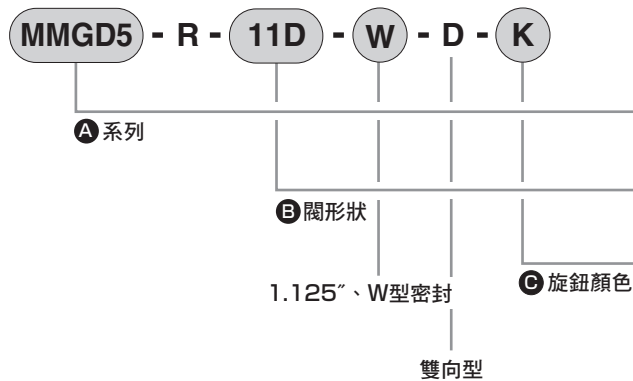 MMGD5 - R - 11D - W - D - K
A 系列
B 閥形狀
C 旋鈕顏色
1.125″、W型密封
雙向型